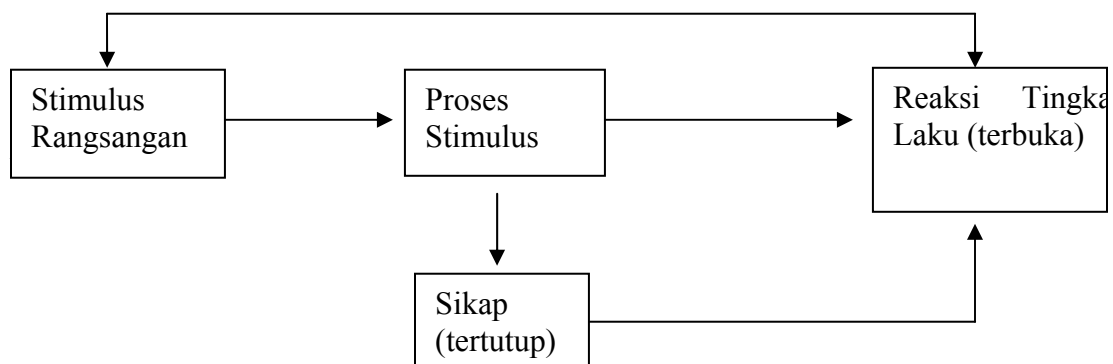 Stimulus
Rangsangan
Proses
Stimulus
Reaksi Tingka
Laku (terbuka)
Sikap
(tertutup)